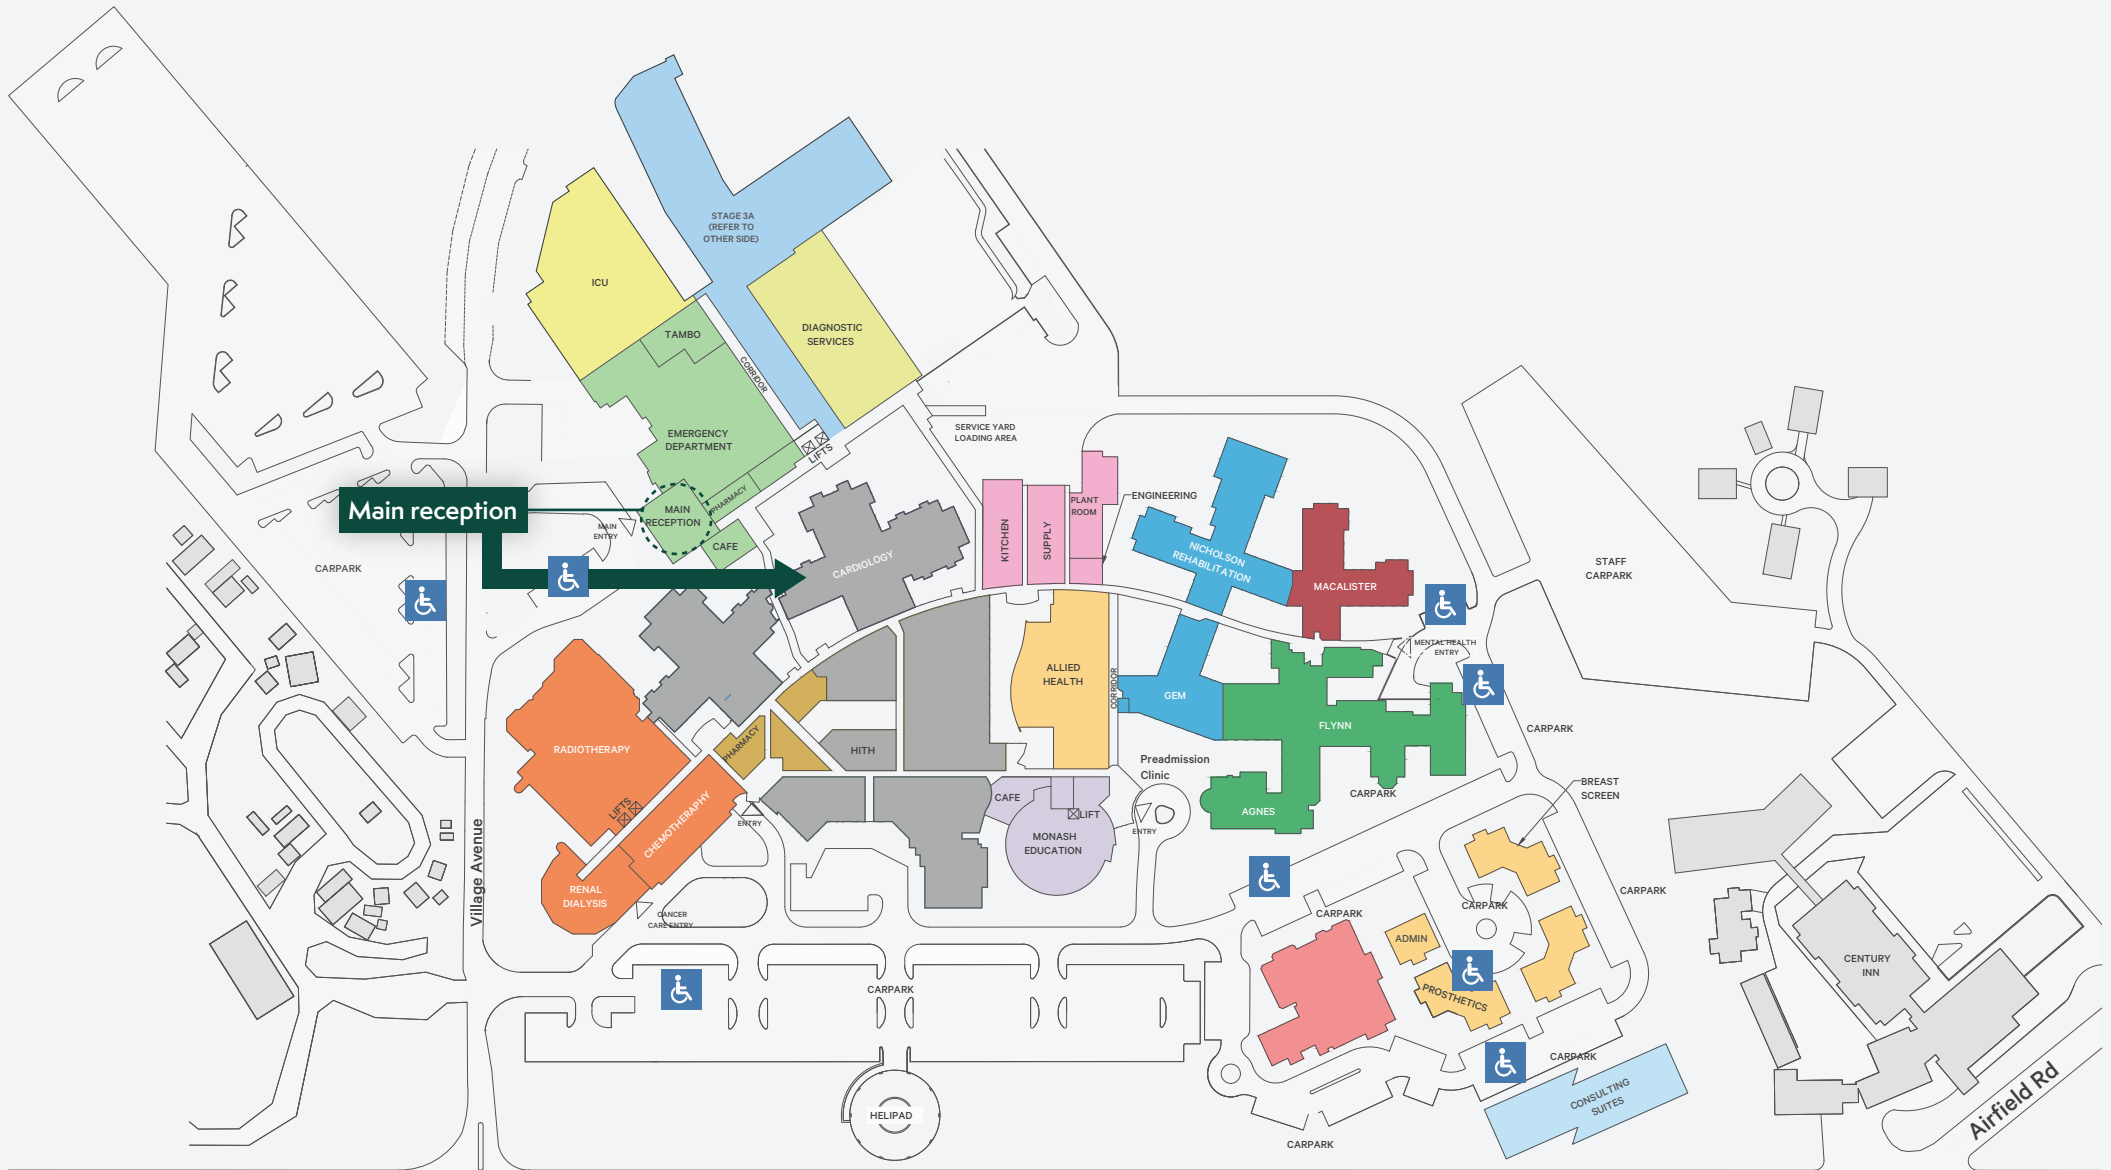 STAGE 3A
(REFER TO
OTHER SIDE)
ICU
DIAGNOSTIC
SERVICES
TAMBO
CORRIDOR
EMERGENCY
DEPARTMENT
LIFTS
SERVICE YARD
LOADING AREA
PHARMACY
Main reception
MAIN
RECEPTION
MAIN
ENTRY
CAFE
CARPARK
CARDIOLOGY
KITCHEN
SUPPLY
PLANT
ROOM
ENGINEERING
NICHOLSON
REHABILITATION
MACALISTER
STAFF
CARPARK
MENTAL HEALTH
ENTRY
ALLIED
HEALTH
CORRIDOR
GEM
FLYNN
CARPARK
RADIOTHERAPY
PHARMACY
HITH
Preadmission
Clinic
BREAST
SCREEN
CARPARK
LIFTS
CHEMOTHERAPY
ENTRY
CAFE
LIFT
MONASH
EDUCATION
ENTRY
AGNES
Village Avenue
RENAL
DIALYSIS
CANCER
CARE ENTRY
CARPARK
CARPARK
CARPARK
ADMIN
PROSTHETICS
CENTURY
INN
CARPARK
CARPARK
CONSULTING
SUITES
HELIPAD
CARPARK
Airfield Rd